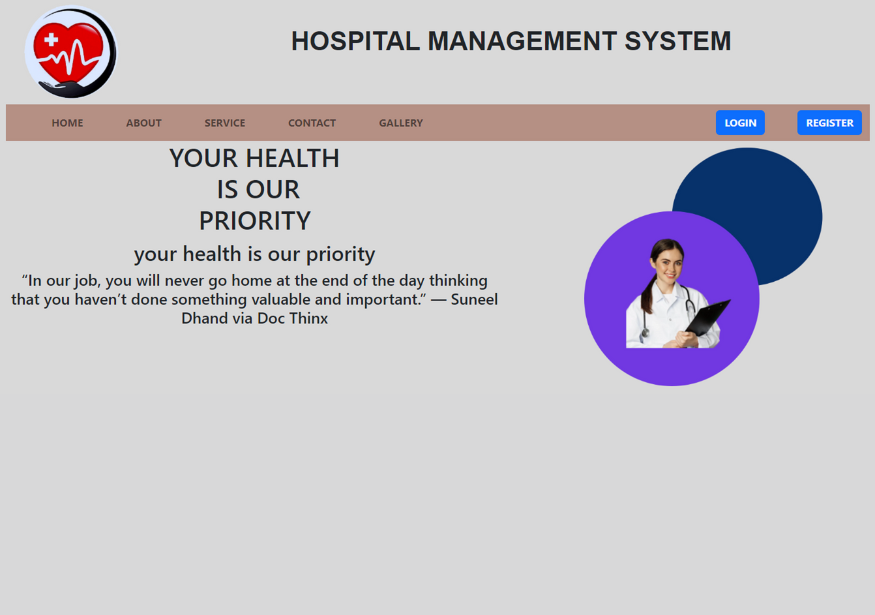 HOSPITAL MANAGEMENT SYSTEM
HOME ABOUT SERVICE CONTACT GALLERY LOGIN REGISTER
YOUR HEALTH
IS OUR
PRIORITY
your health is our priority
“In our job, you will never go home at the end of the day thinking
that you haven’t done something valuable and important.” — Suneel
Dhand via Doc Thinx